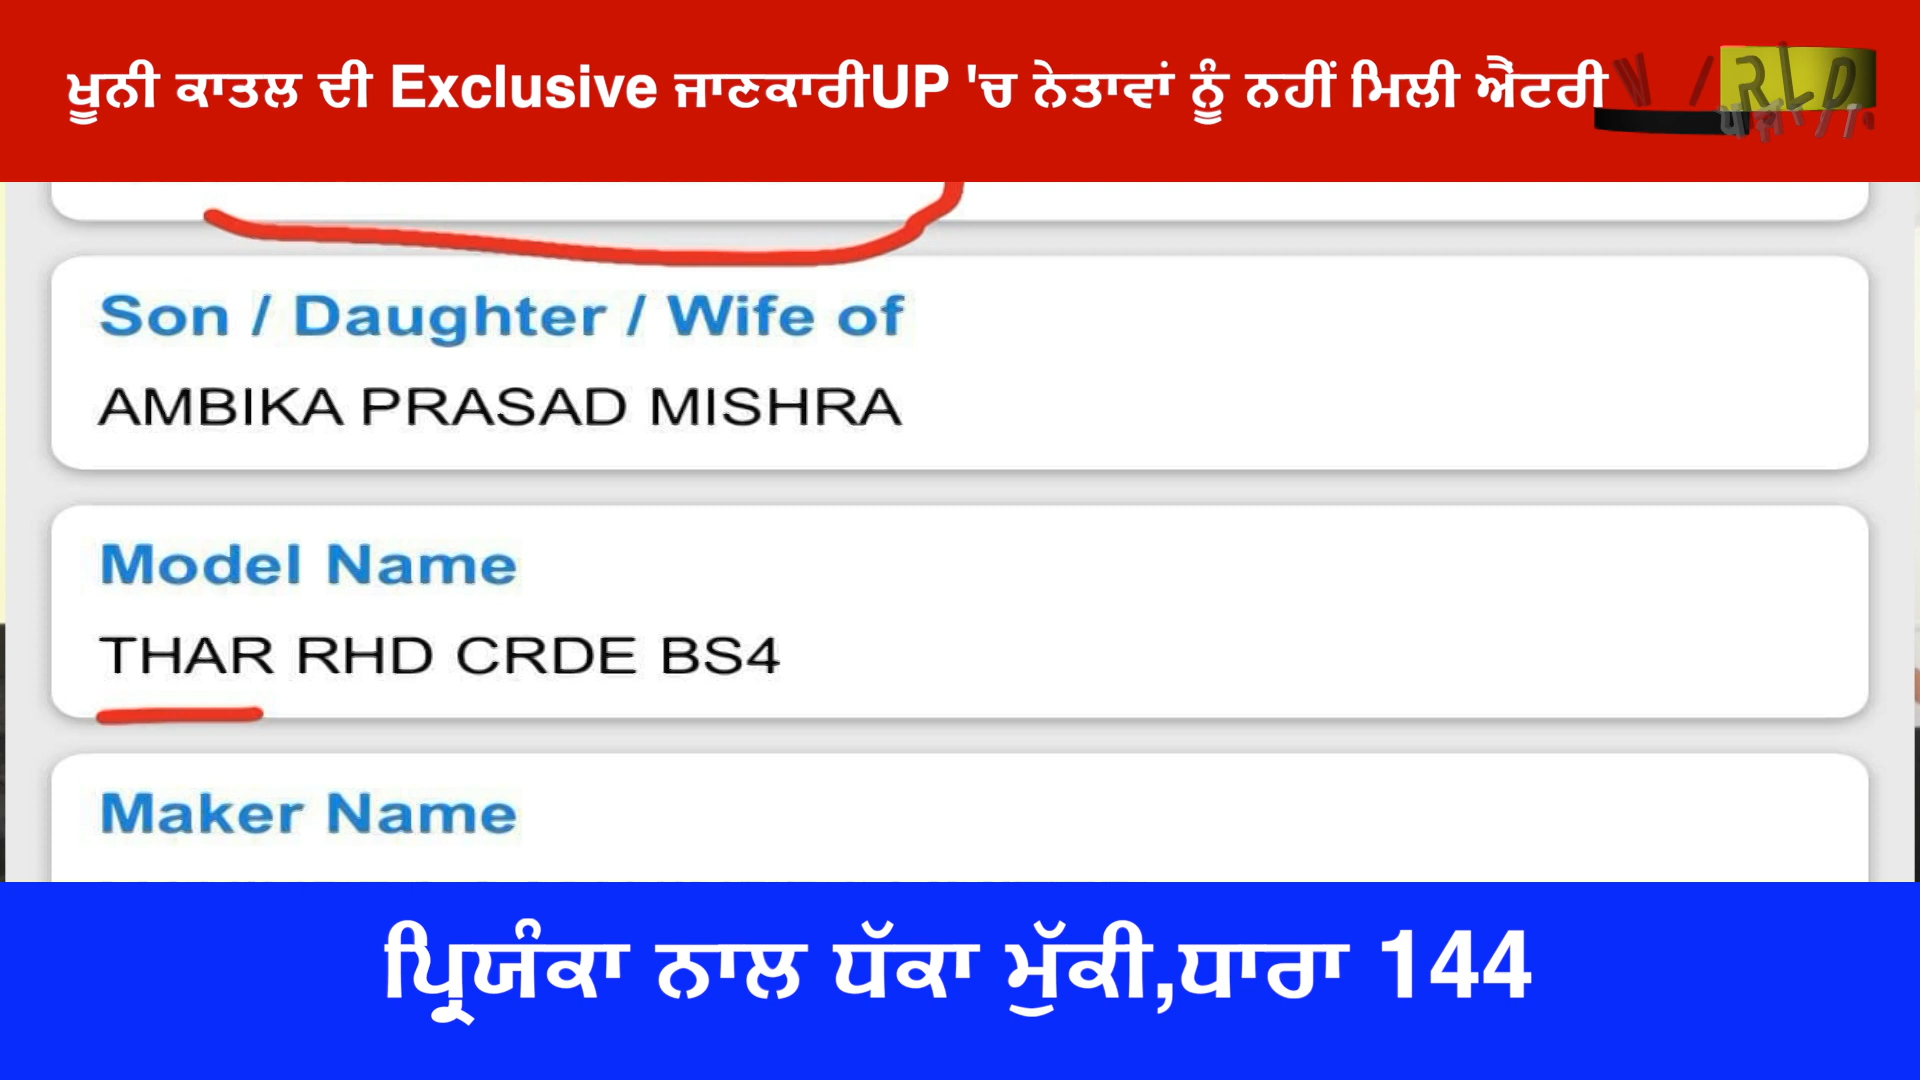 ਖੂਨੀ ਕਾਤਲ ਦੀ Exclusive ਜਾਣਕਾਰੀUP 'ਚ ਨੇਤਾਵਾਂ ਨੂੰ ਨਹੀਂ ਮਿਲੀ ਐਂਟਰੀ
Son / Daughter / Wife of
AMBIKA PRASAD MISHRA
Model Name
THAR RHD CRDE BS4
Maker Name
ਪ੍ਰਿਯੰਕਾ ਨਾਲ ਧੱਕਾ ਮੁੱਕੀ,ਧਾਰਾ 144